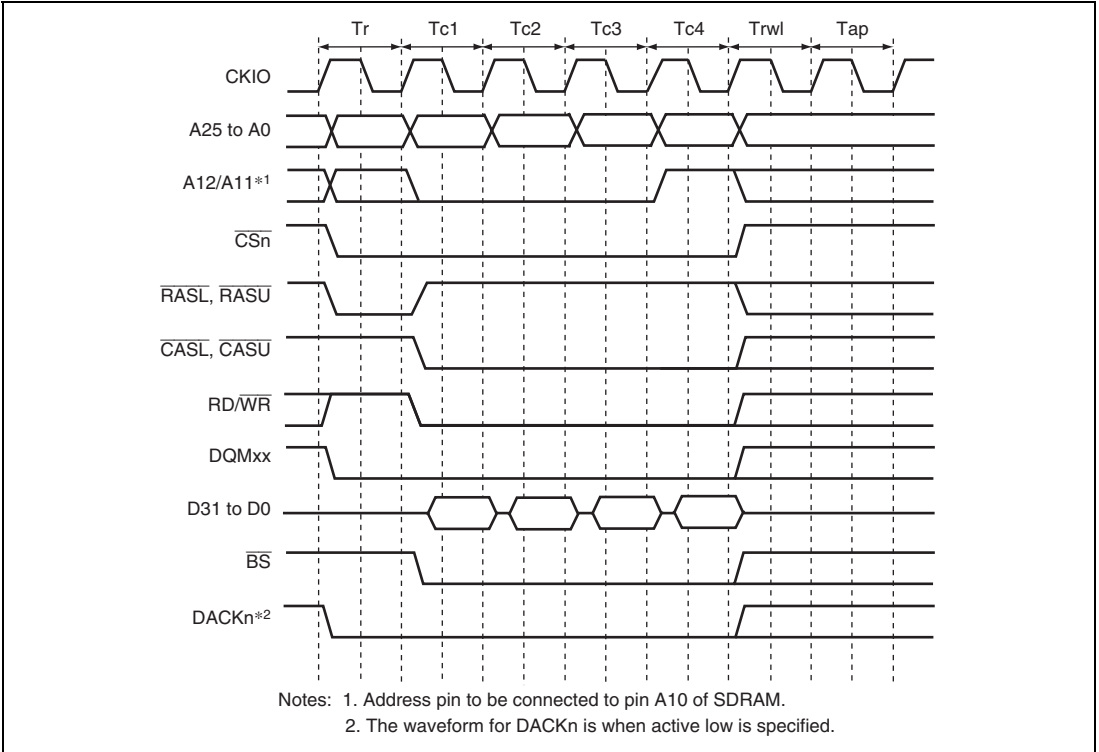 Tr Tc1 Tc2 Tc3 Tc4 Trwl Tap
CKIO
A25 to A0
A12/A11*1
CSn
RASL, RASU
CASL, CASU
RD/WR
DQMxx
D31 to D0
BS
DACKn*2
Notes: 1. Address pin to be connected to pin A10 of SDRAM.
2. The waveform for DACKn is when active low is specified.